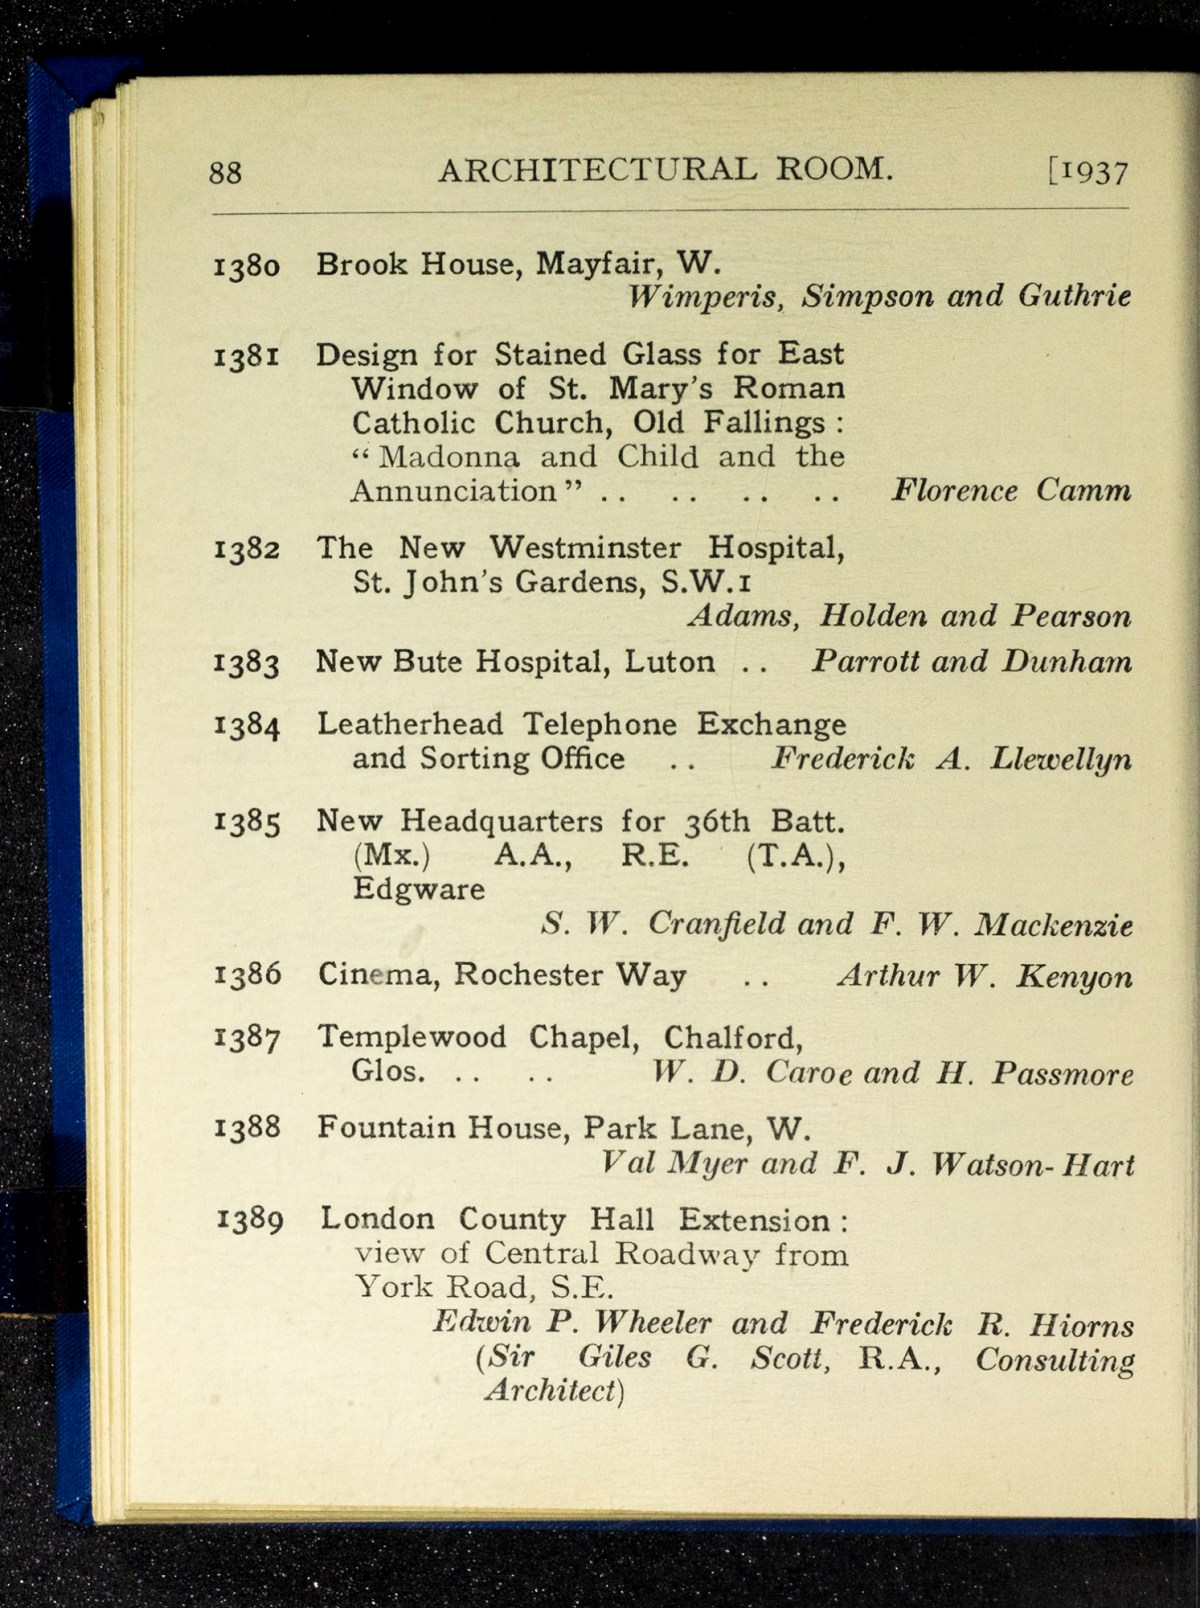 88 ARCHITECTURAL ROOM. [1937
1380 Brook House, Mayfair, W.
Wimperis, Simpson and Guthrie
1381 Design for Stained Glass for East
Window of St. Mary's Roman
Catholic Church, Old Fallings :
“ Madonna and Child and the
Annunciation ” .. .. .. .. Florence Camm
1382 The New Westminster Hospital,
St. John's Gardens, S.W.1
Adams, Holden and Pearson
1383 New Bute Hospital, Luton .. Parrott and Dunham
1384 Leatherhead Telephone Exchange
and Sorting Office .. Frederick A. Llewellyn
1385 New Headquarters for 36th Batt.
(Mx.) A.A., R.E. (T.A.),
Edgware
S. W. Cranfield and F. W. Mackenzie
1386 Cinema, Rochester Way .. Arthur W. Kenyon
1387 Templewood Chapel, Chalford,
Glos. .. .. W. D. Caroe and H. Passmore
1388 Fountain House, Park Lane, W.
Val Myer and F. J. Watson-Hart
1389 London County Hall Extension :
view of Central Roadway from
York Road, S.E.
Edwin P. Wheeler and Frederick R. Hiorns
(Sir Giles G. Scott, R.A., Consulting
Architect)